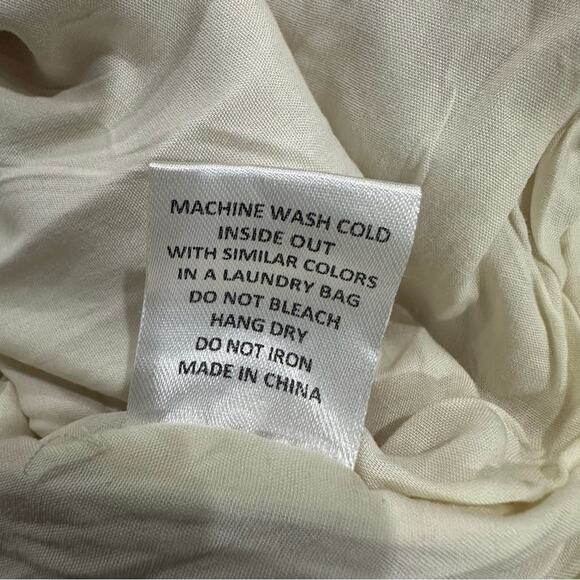 MACHINE WASH COLD
INSIDE OUT
WITH SIMILAR COLORS
IN A LAUNDRY BAG
DO NOT BLEACH
HANG DRY
DO NOT IRON
MADE IN CHINA